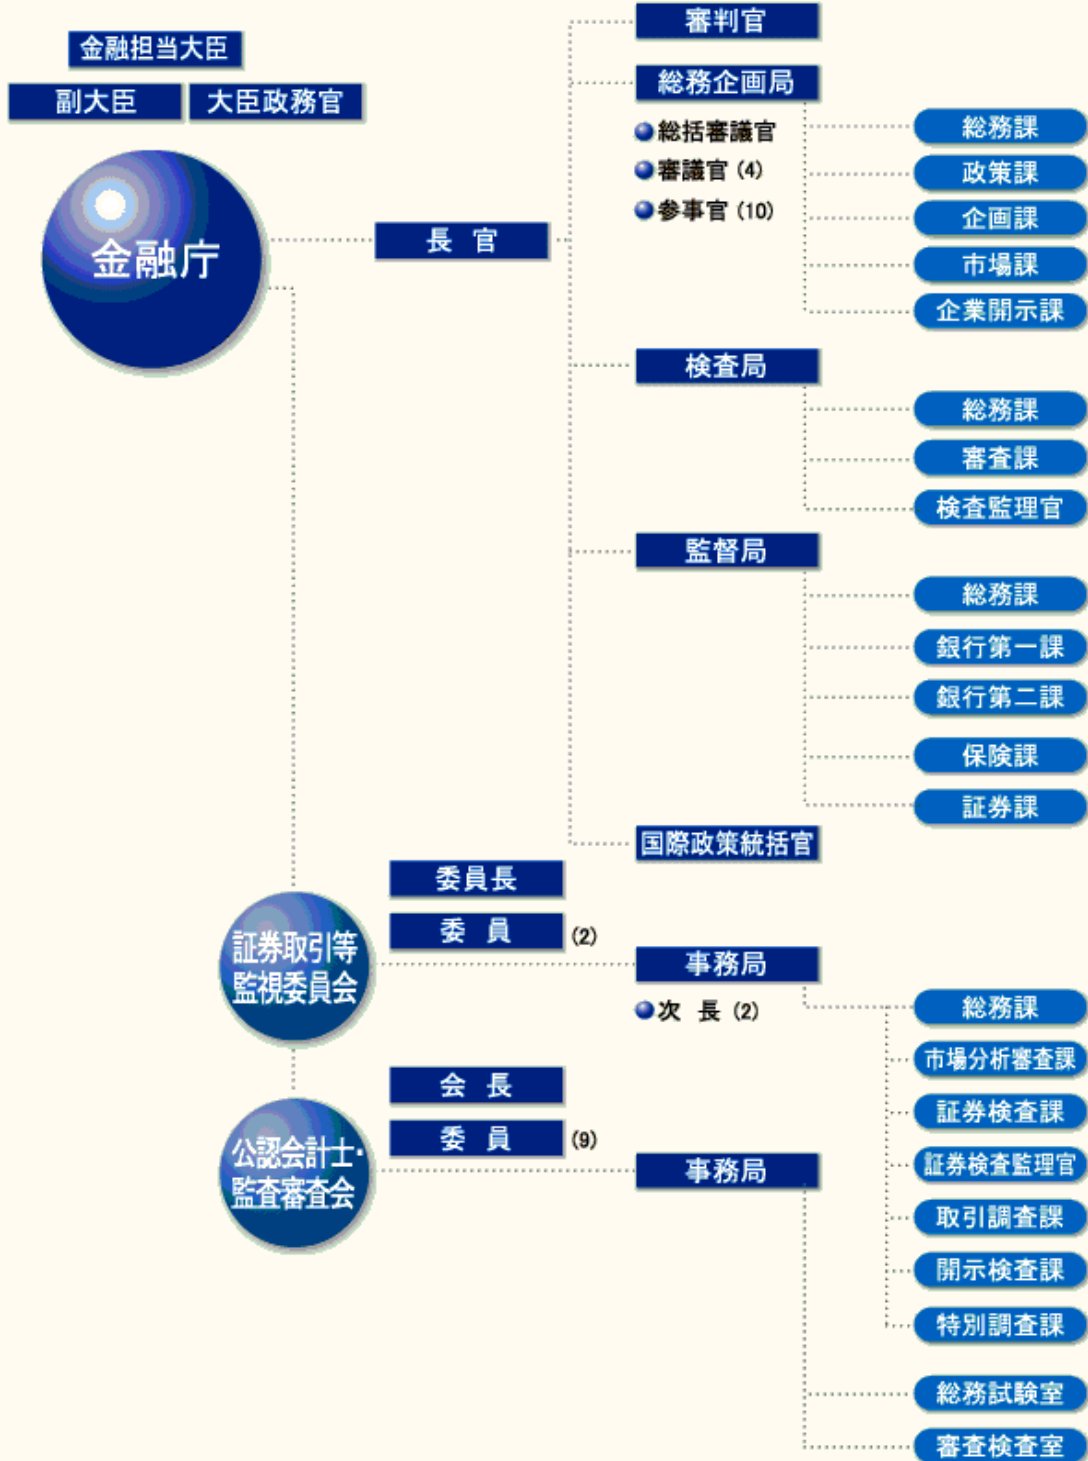 金融担当大臣
副大臣
大臣政務官
金融庁
長官
審判官
総務企画局
総括審議官
審議官 (4)
参事官 (10)
総務課
政策課
企画課
市場課
企業開示課
検査局
総務課
審査課
検査監理官
監督局
総務課
銀行第一課
銀行第二課
保険課
証券課
国際政策統括官
証券取引等
監視委員会
委員長
委員 (2)
事務局
次長 (2)
総務課
市場分析審査課
証券検査課
証券検査監理官
取引調査課
開示検査課
特別調査課
公認会計士・
監査審査会
会長
委員 (9)
事務局
総務試験室
審査検査室